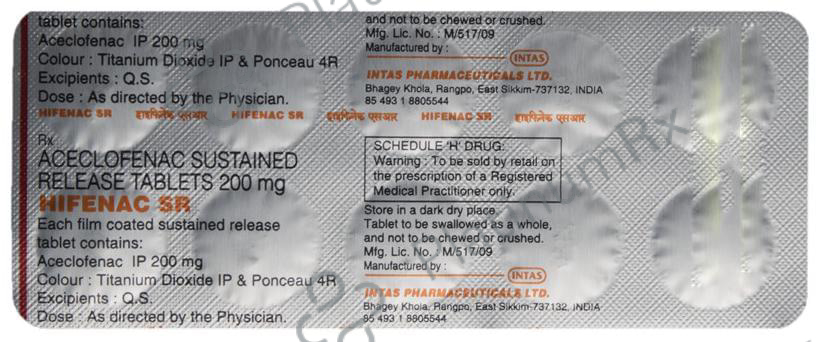 tablet contains:
Aceclofenac IP 200 mg
Colour : Titanium Dioxide IP & Ponceau 4R
Excipients : Q.S.
Dose : As directed by the Physician.
and not to be chewed or crushed.
Mfg. Lic. No. : M/517/09
Manufactured by :
INTAS
INTAS PHARMACEUTICALS LTD.
Bhagey Khola, Rangpo, East Sikkim-737132, INDIA
85 493 1 8805544
HIFENAC SR हाइफिनेक एसआर HIFENAC SR हाइफिनेक एसआर HIFENAC SR हाइफिनेक एसआर
Rx
ACECLOFENAC SUSTAINED
RELEASE TABLETS 200 mg
HIFENAC SR
Each film coated sustained release
tablet contains:
Aceclofenac IP 200 mg
Colour : Titanium Dioxide IP & Ponceau 4R
Excipients : Q.S.
Dose : As directed by the Physician.
SCHEDULE 'H' DRUG:
Warning : To be sold by retail on
the prescription of a Registered
Medical Practitioner only.
Store in a dark dry place.
Tablet to be swallowed as a whole,
and not to be chewed or crushed.
Mfg. Lic. No. : M/517/09
Manufactured by :
INTAS
INTAS PHARMACEUTICALS LTD.
Bhagey Khola, Rangpo, East Sikkim-737132, INDIA
85 493 1 8805544